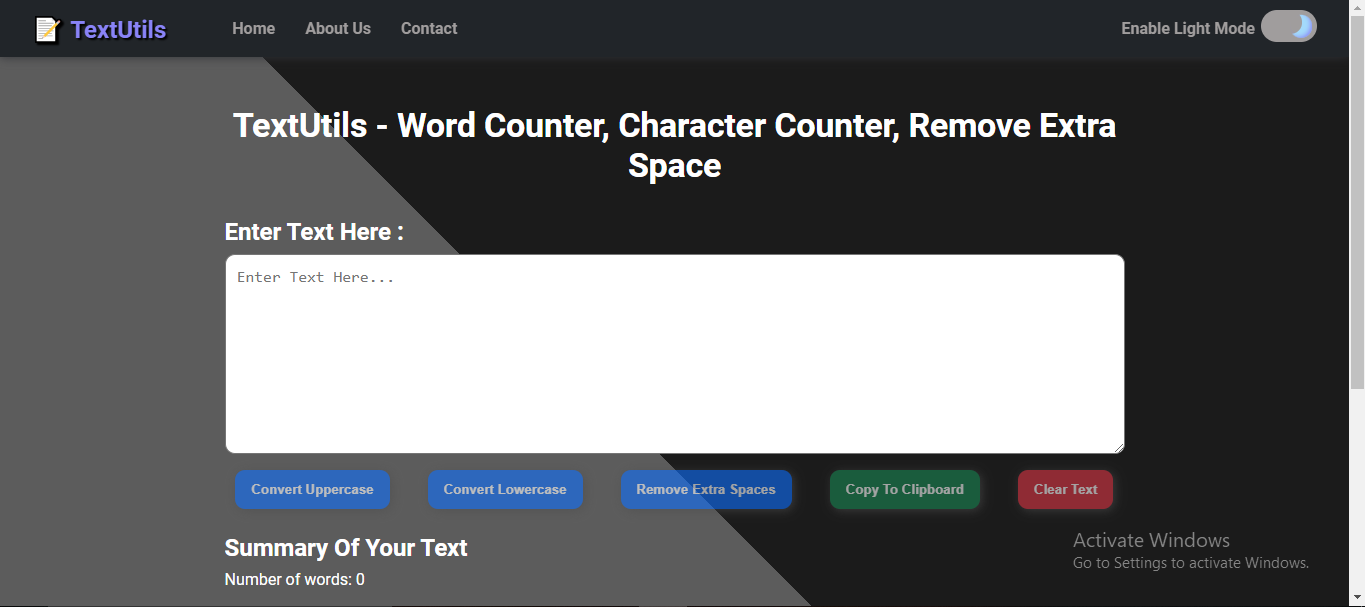 TextUtils
Home
About Us
Contact
Enable Light Mode
TextUtils - Word Counter, Character Counter, Remove Extra
Space
Enter Text Here :
Enter Text Here...
Convert Uppercase
Convert Lowercase
Remove Extra Spaces
Copy To Clipboard
Clear Text
Summary Of Your Text
Number of words: 0
Activate Windows
Go to Settings to activate Windows.